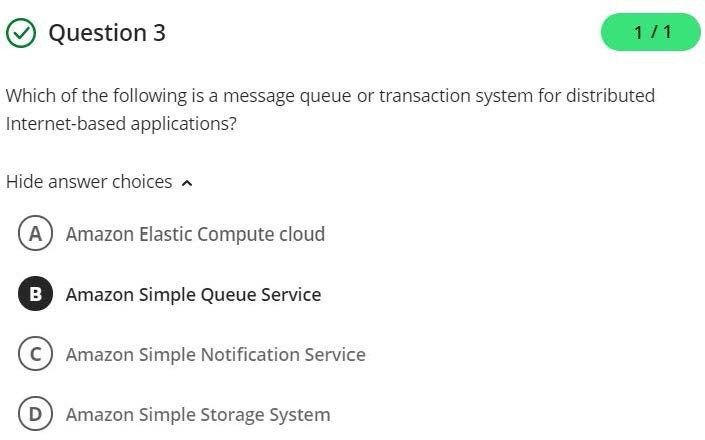 Question 3
1 / 1
Which of the following is a message queue or transaction system for distributed
Internet-based applications?
Hide answer choices
A Amazon Elastic Compute cloud
B Amazon Simple Queue Service
C Amazon Simple Notification Service
D Amazon Simple Storage System